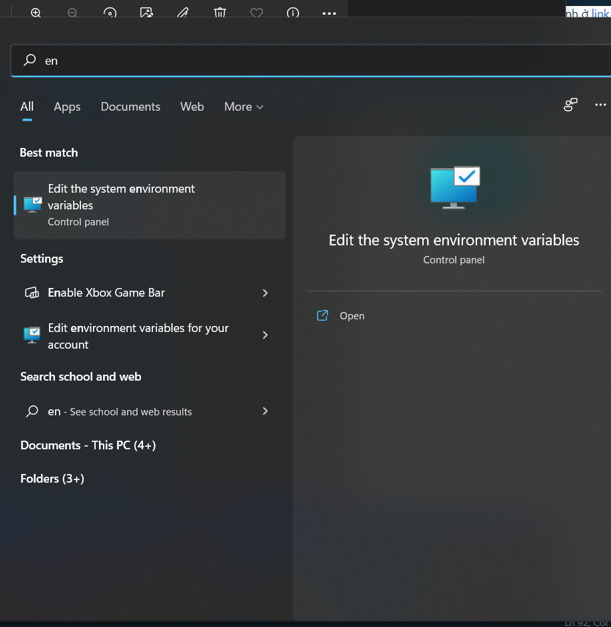 nh ở link
en
All Apps Documents Web More
Best match
Edit the system environment
variables
Control panel
Settings
Enable Xbox Game Bar
Edit environment variables for your
account
Search school and web
en - See school and web results
Documents - This PC (4+)
Folders (3+)
Edit the system environment variables
Control panel
Open
Ln 92, Col